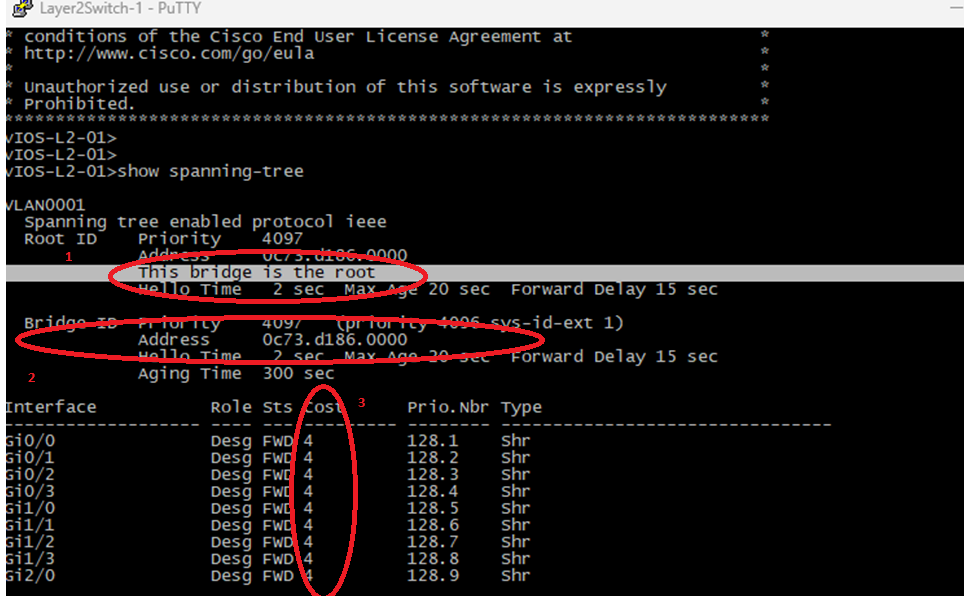 Layer2Switch-1 - PuTTY
* conditions of the Cisco End User License Agreement at *
* http://www.cisco.com/go/eula *
* *
* Unauthorized use or distribution of this software is expressly *
* Prohibited. *
**************************************************************************
vIOS-L2-01>
vIOS-L2-01>
vIOS-L2-01>show spanning-tree
VLAN0001
Spanning tree enabled protocol ieee
Root ID Priority 4097
1 Address 0c73.d186.0000
This bridge is the root
Hello Time 2 sec Max Age 20 sec Forward Delay 15 sec
Bridge ID Priority 4097 (priority 4096 sys-id-ext 1)
Address 0c73.d186.0000
Hello Time 2 sec Max Age 20 sec Forward Delay 15 sec
2 Aging Time 300 sec
Interface Role Sts Cost 3 Prio.Nbr Type
------------------- ---- --- --------- -------- --------------------------------
Gi0/0 Desg FWD 4 128.1 Shr
Gi0/1 Desg FWD 4 128.2 Shr
Gi0/2 Desg FWD 4 128.3 Shr
Gi0/3 Desg FWD 4 128.4 Shr
Gi1/0 Desg FWD 4 128.5 Shr
Gi1/1 Desg FWD 4 128.6 Shr
Gi1/2 Desg FWD 4 128.7 Shr
Gi1/3 Desg FWD 4 128.8 Shr
Gi2/0 Desg FWD 4 128.9 Shr